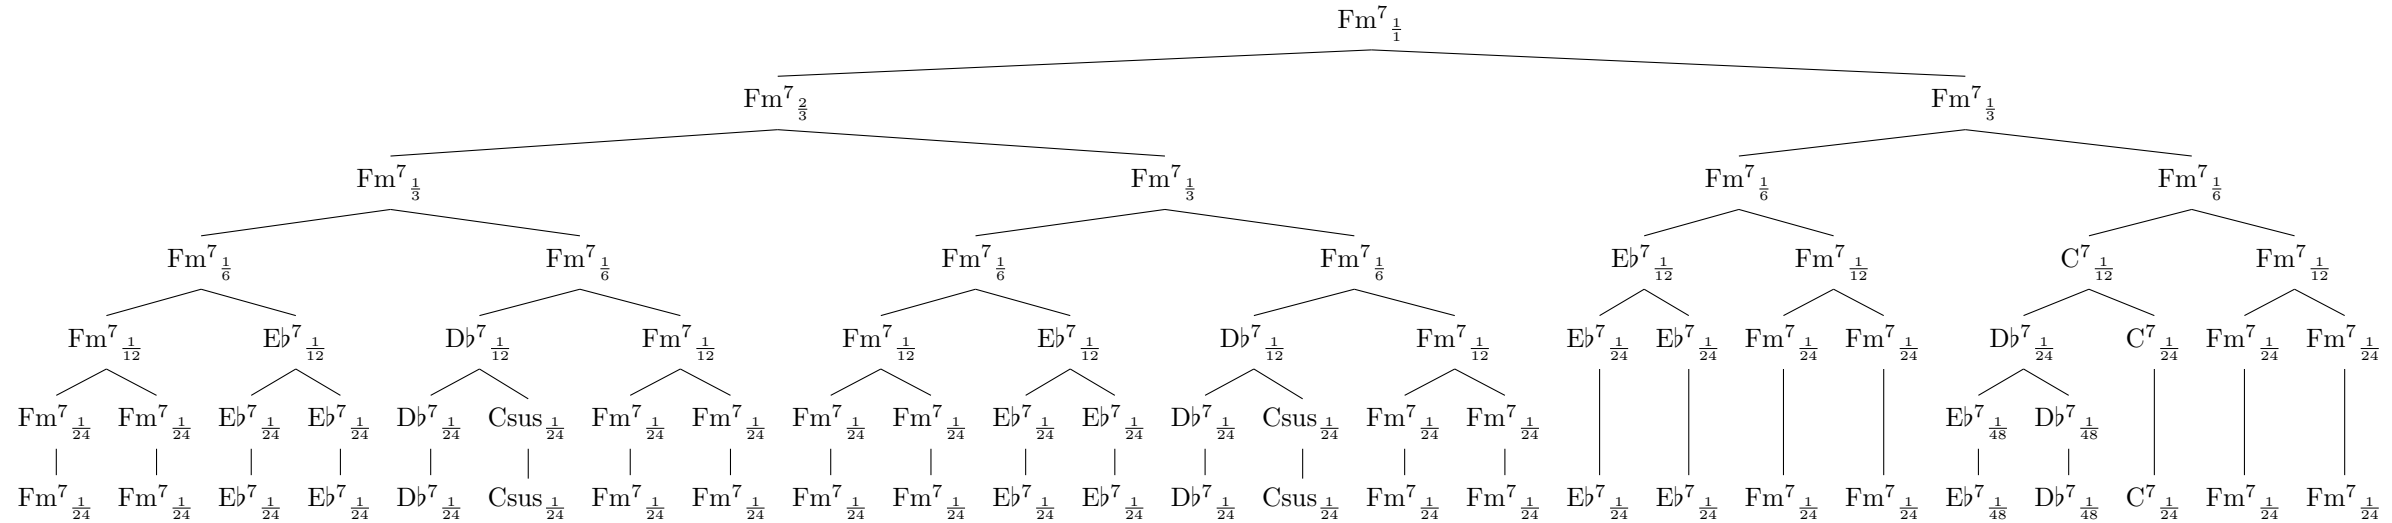 Fm⁷ 1/1
Fm⁷ 2/3 Fm⁷ 1/3
Fm⁷ 1/3 Fm⁷ 1/3 Fm⁷ 1/6 Fm⁷ 1/6
Fm⁷ 1/6 Fm⁷ 1/6 Fm⁷ 1/6 Fm⁷ 1/6 E♭⁷ 1/12 Fm⁷ 1/12 C⁷ 1/12 Fm⁷ 1/12
Fm⁷ 1/12 E♭⁷ 1/12 D♭⁷ 1/12 Fm⁷ 1/12 Fm⁷ 1/12 E♭⁷ 1/12 D♭⁷ 1/12 Fm⁷ 1/12 E♭⁷ 1/24 E♭⁷ 1/24 Fm⁷ 1/24 Fm⁷ 1/24 D♭⁷ 1/24 C⁷ 1/24 Fm⁷ 1/24 Fm⁷ 1/24
Fm⁷ 1/24 Fm⁷ 1/24 E♭⁷ 1/24 E♭⁷ 1/24 D♭⁷ 1/24 Csus 1/24 Fm⁷ 1/24 Fm⁷ 1/24 Fm⁷ 1/24 Fm⁷ 1/24 E♭⁷ 1/24 E♭⁷ 1/24 D♭⁷ 1/24 Csus 1/24 Fm⁷ 1/24 Fm⁷ 1/24 E♭⁷ 1/48 D♭⁷ 1/48
Fm⁷ 1/24 Fm⁷ 1/24 E♭⁷ 1/24 E♭⁷ 1/24 D♭⁷ 1/24 Csus 1/24 Fm⁷ 1/24 Fm⁷ 1/24 Fm⁷ 1/24 Fm⁷ 1/24 E♭⁷ 1/24 E♭⁷ 1/24 D♭⁷ 1/24 Csus 1/24 Fm⁷ 1/24 Fm⁷ 1/24 E♭⁷ 1/24 E♭⁷ 1/24 Fm⁷ 1/24 Fm⁷ 1/24 E♭⁷ 1/48 D♭⁷ 1/48 C⁷ 1/24 Fm⁷ 1/24 Fm⁷ 1/24